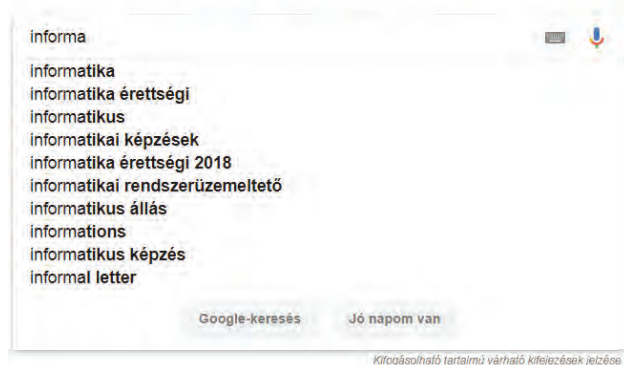 informa
informatika
informatika érettségi
informatikus
informatikai képzések
informatika érettségi 2018
informatikai rendszerüzemeltető
informatikus állás
informations
informatikus képzés
informal letter
Google-keresés Jó napom van
Kifogásolható tartalmú várható kifejezések jelzése